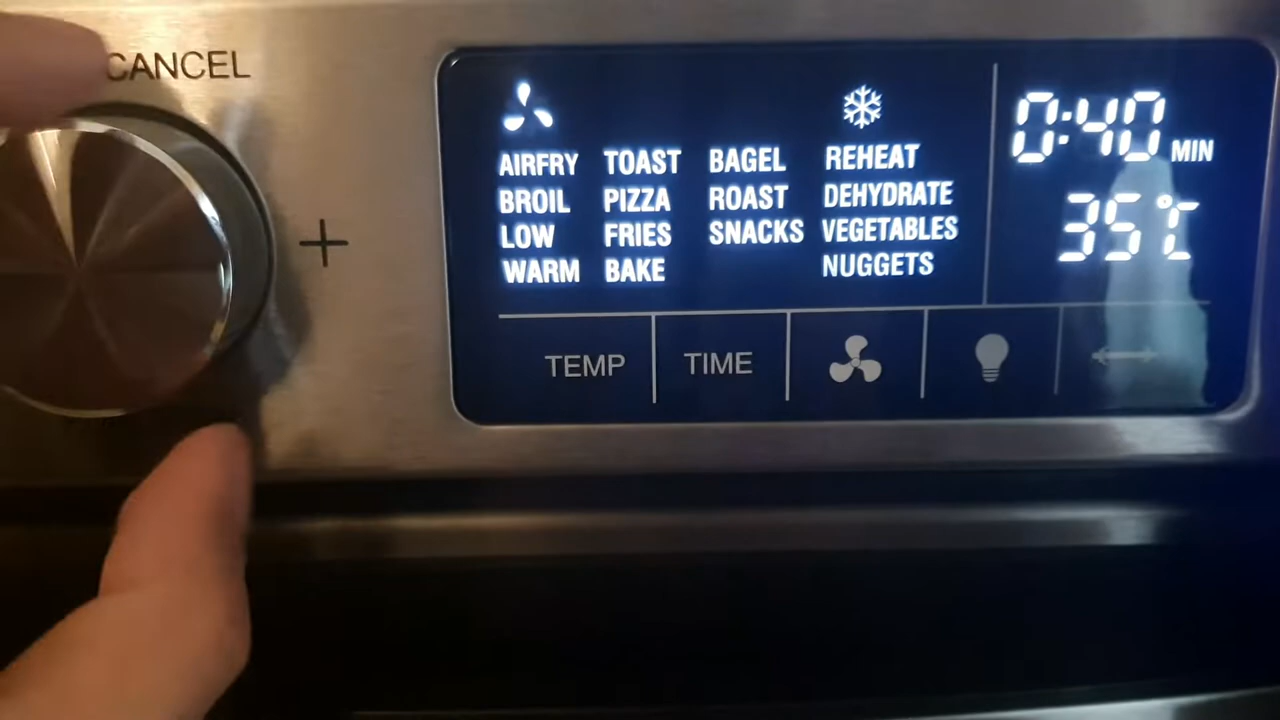 CANCEL
+
AIRFRY TOAST BAGEL REHEAT
BROIL PIZZA ROAST DEHYDRATE
LOW FRIES SNACKS VEGETABLES
WARM BAKE NUGGETS
0:40 MIN
35℃
TEMP TIME